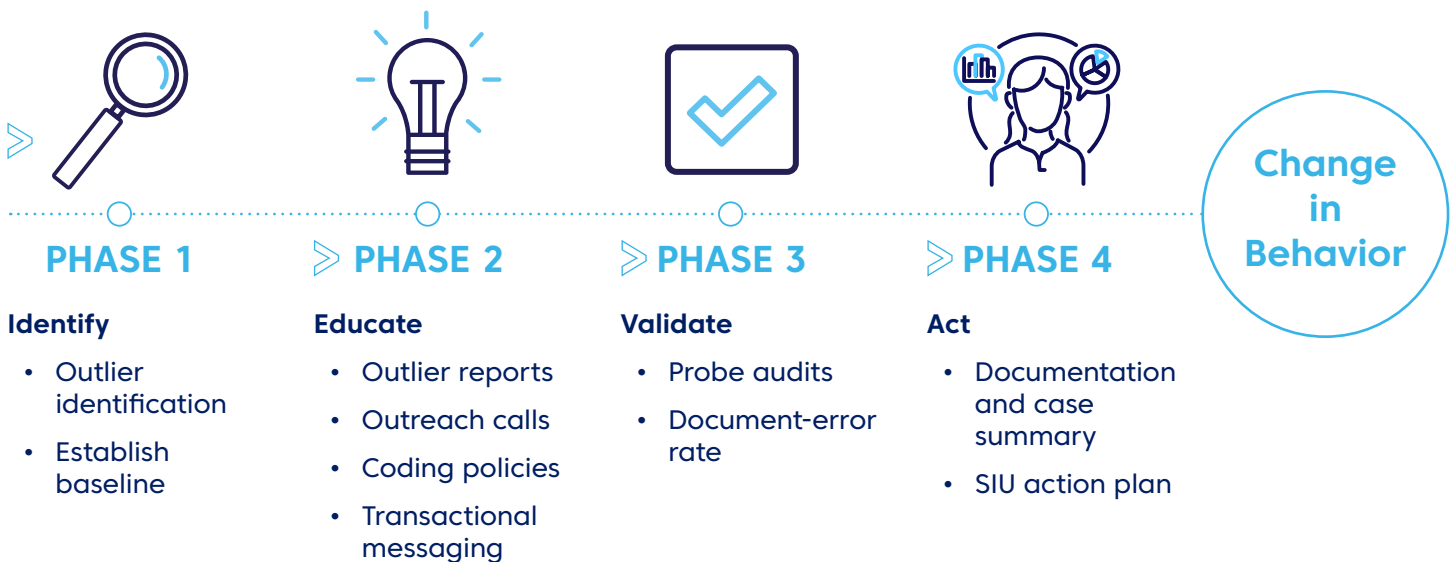 Change
in
Behavior
PHASE 1
Identify
• Outlier
identification
• Establish
baseline
PHASE 2
Educate
• Outlier reports
• Outreach calls
• Coding policies
• Transactional
messaging
PHASE 3
Validate
• Probe audits
• Document-error
rate
PHASE 4
Act
• Documentation
and case
summary
• SIU action plan